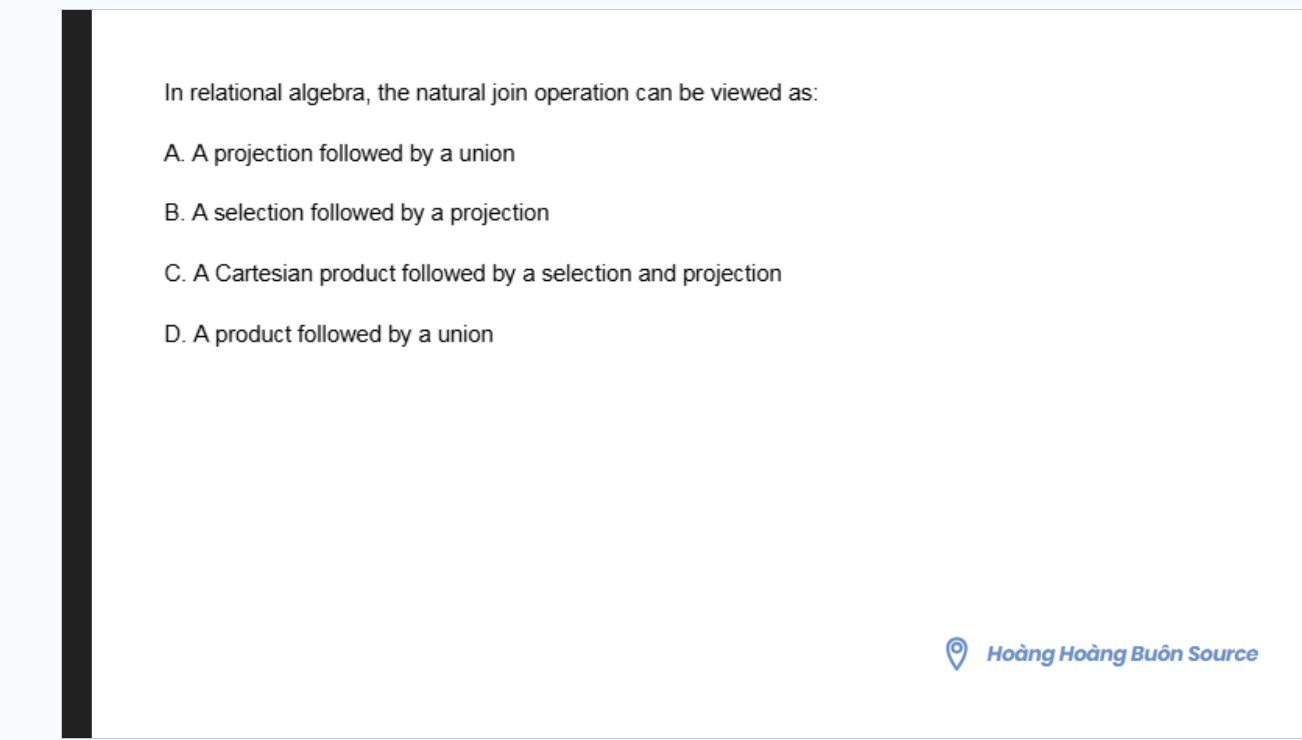 In relational algebra, the natural join operation can be viewed as:
A. A projection followed by a union
B. A selection followed by a projection
C. A Cartesian product followed by a selection and projection
D. A product followed by a union
Hoàng Hoàng Buôn Source